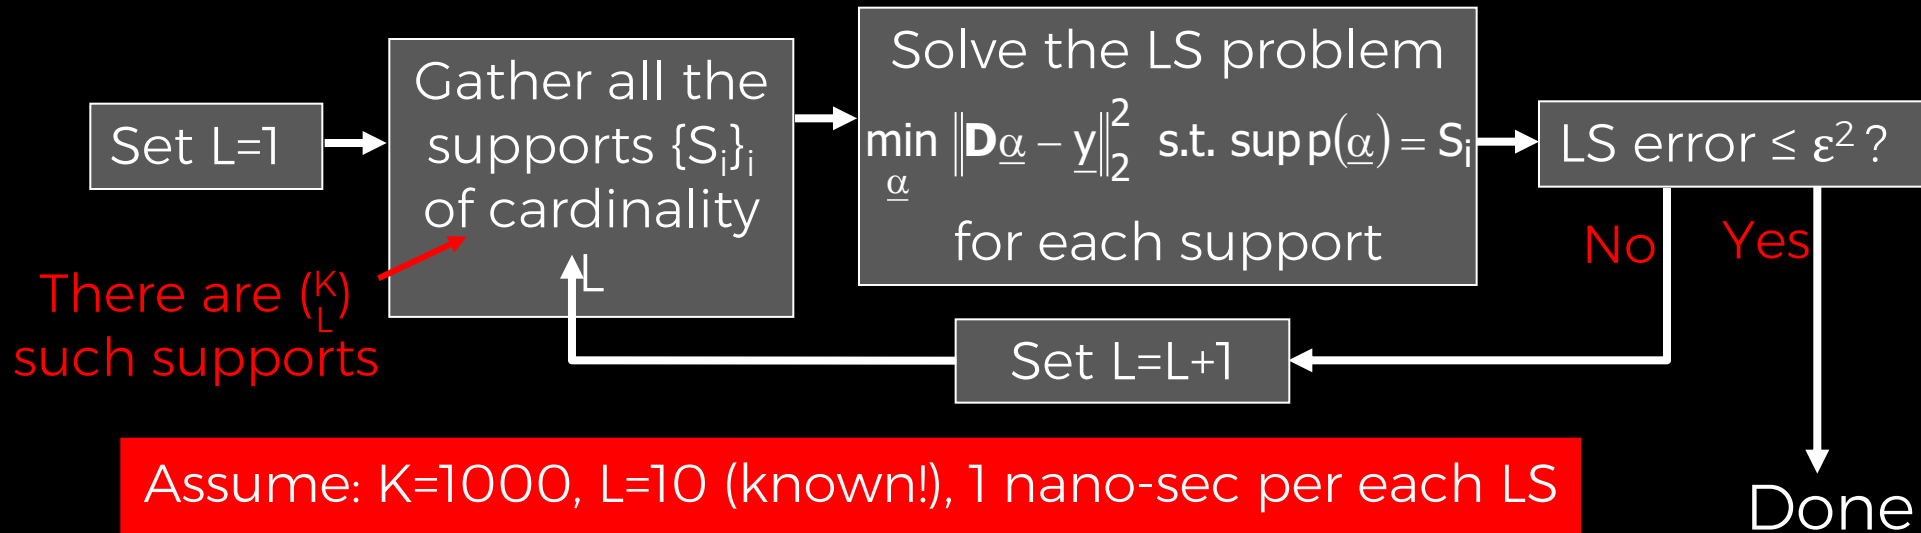 Set L=1
Gather all the
supports {Sᵢ}ᵢ
of cardinality
L
There are (K L)
such supports
Solve the LS problem
min ‖Dα − y‖₂² s.t. supp(α) = Sᵢ
α
for each support
LS error ≤ ε² ?
No
Yes
Set L=L+1
Assume: K=1000, L=10 (known!), 1 nano-sec per each LS
Done